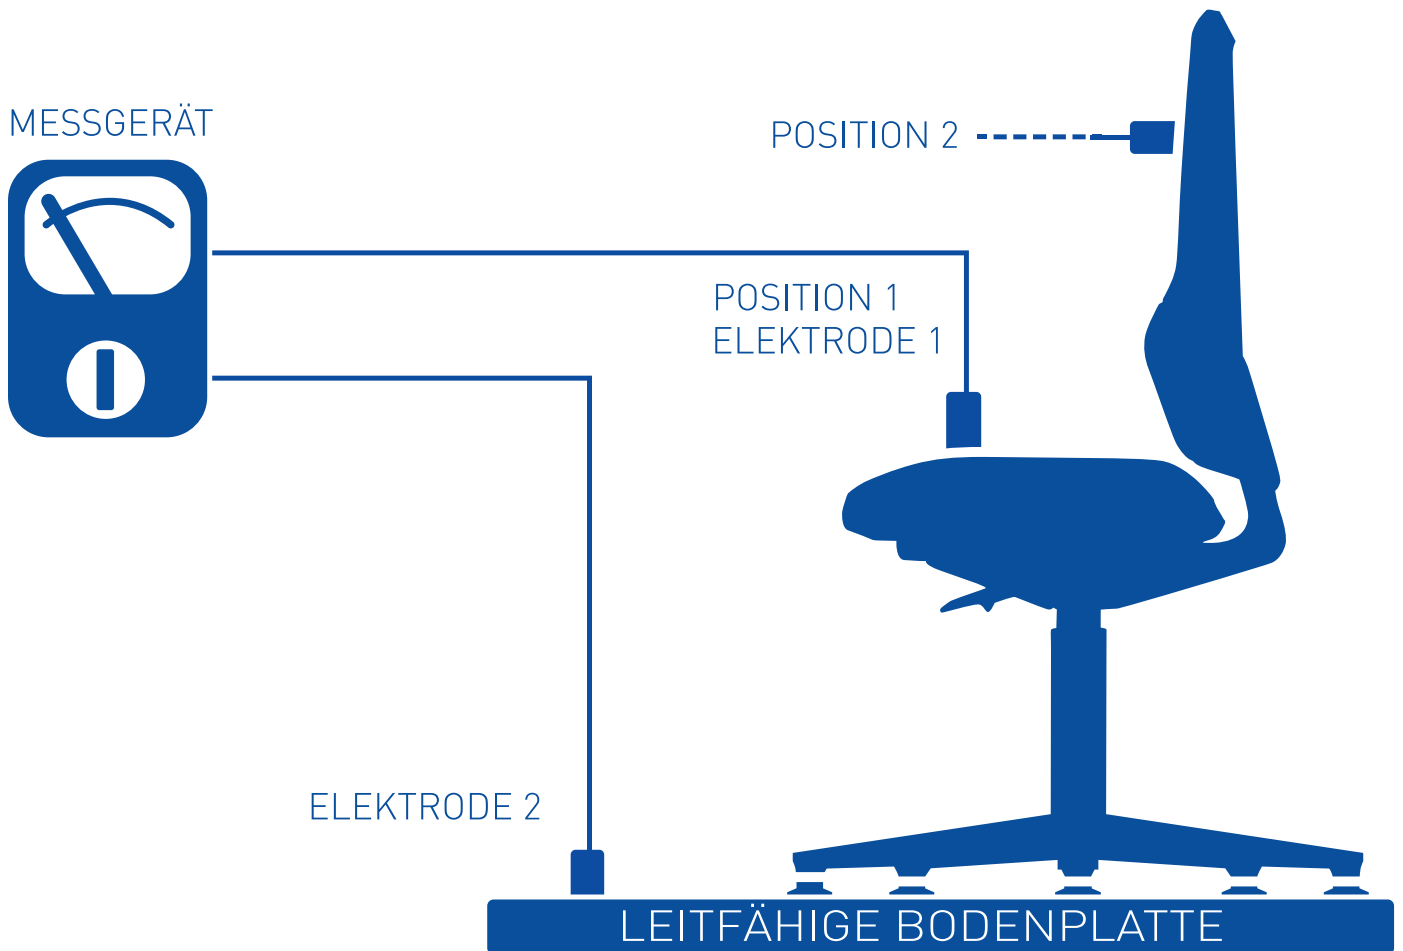 MESSGERÄT
POSITION 2
POSITION 1
ELEKTRODE 1
ELEKTRODE 2
LEITFÄHIGE BODENPLATTE